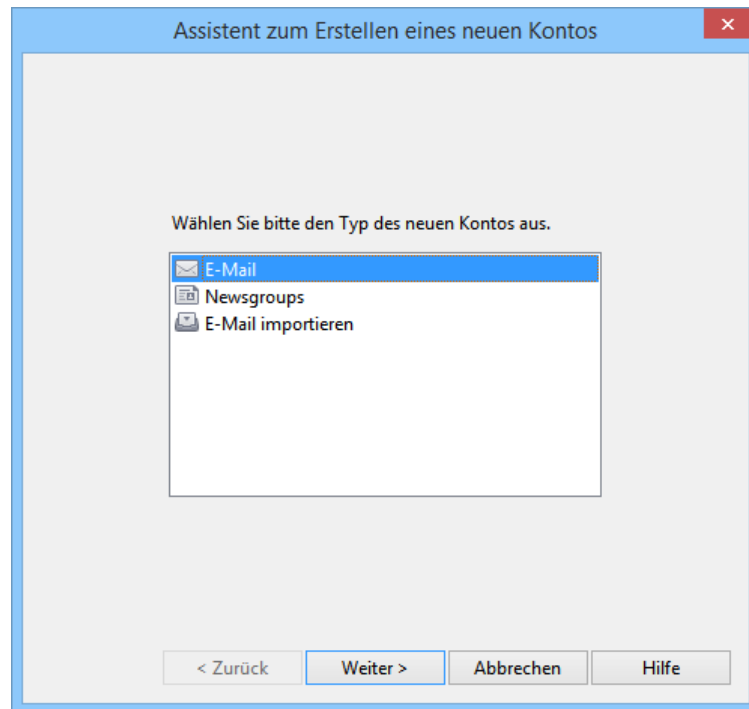 Assistent zum Erstellen eines neuen Kontos
Wählen Sie bitte den Typ des neuen Kontos aus.
E-Mail
Newsgroups
E-Mail importieren
< Zurück Weiter > Abbrechen Hilfe